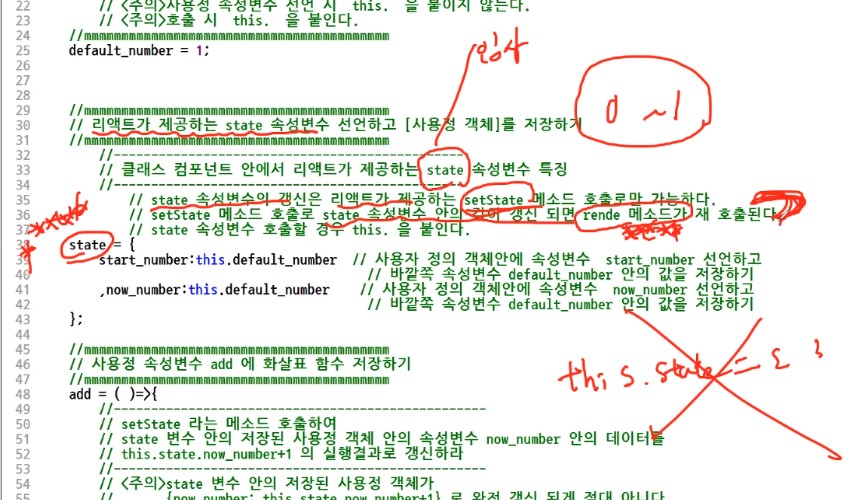 22 // <주의>사용정 속성변수 선언 시 this. 을 붙이지 않는다.
23 // <주의>호출 시 this. 을 붙인다.
24 //mmmmmmmmmmmmmmmmmmmmmmmmmmmmmmmmmmmmmmmmm
25 default_number = 1;
26
27
28
29 //mmmmmmmmmmmmmmmmmmmmmmmmmmmmmmmmmmmmmmmmm
30 // 리액트가 제공하는 state 속성변수 선언하고 [사용정 객체]를 저장하기
31 //mmmmmmmmmmmmmmmmmmmmmmmmmmmmmmmmmmmmmmmmm
32 //-----------------------------------------------
33 // 클래스 컴포넌트 안에서 리액트가 제공하는 state 속성변수 특징
34 //-----------------------------------------------
35 // state 속성변수의 갱신은 리액트가 제공하는 setState 메소드 호출로만 가능하다.
36 // setState 메소드 호출로 state 속성변수 안의 값이 갱신 되면 rende 메소드가 재 호출된다
37 // state 속성변수 호출할 경우 this. 을 붙인다.
38 state = {
39 start_number:this.default_number // 사용자 정의 객체안에 속성변수 start_number 선언하고
40 // 바깥쪽 속성변수 default_number 안의 값을 저장하기
41 ,now_number:this.default_number // 사용자 정의 객체안에 속성변수 now_number 선언하고
42 // 바깥쪽 속성변수 default_number 안의 값을 저장하기
43 };
44
45 //mmmmmmmmmmmmmmmmmmmmmmmmmmmmmmmmmmmmmmmmm
46 // 사용정 속성변수 add 에 화살표 함수 저장하기
47 //mmmmmmmmmmmmmmmmmmmmmmmmmmmmmmmmmmmmmmmmm
48 add = ( )=>{
49 //--------------------------------------------------
50 // setState 라는 메소드 호출하여
51 // state 변수 안의 저장된 사용정 객체 안의 속성변수 now_number 안의 데이터를
52 // this.state.now_number+1 의 실행결과로 갱신하라
53 //--------------------------------------------------
54 // <주의>state 변수 안의 저장된 사용정 객체가
55 // {now_number: this.state.now_number+1} 로 완전 갱신 되게 절대 아니다
0 ~1
this.state = { }